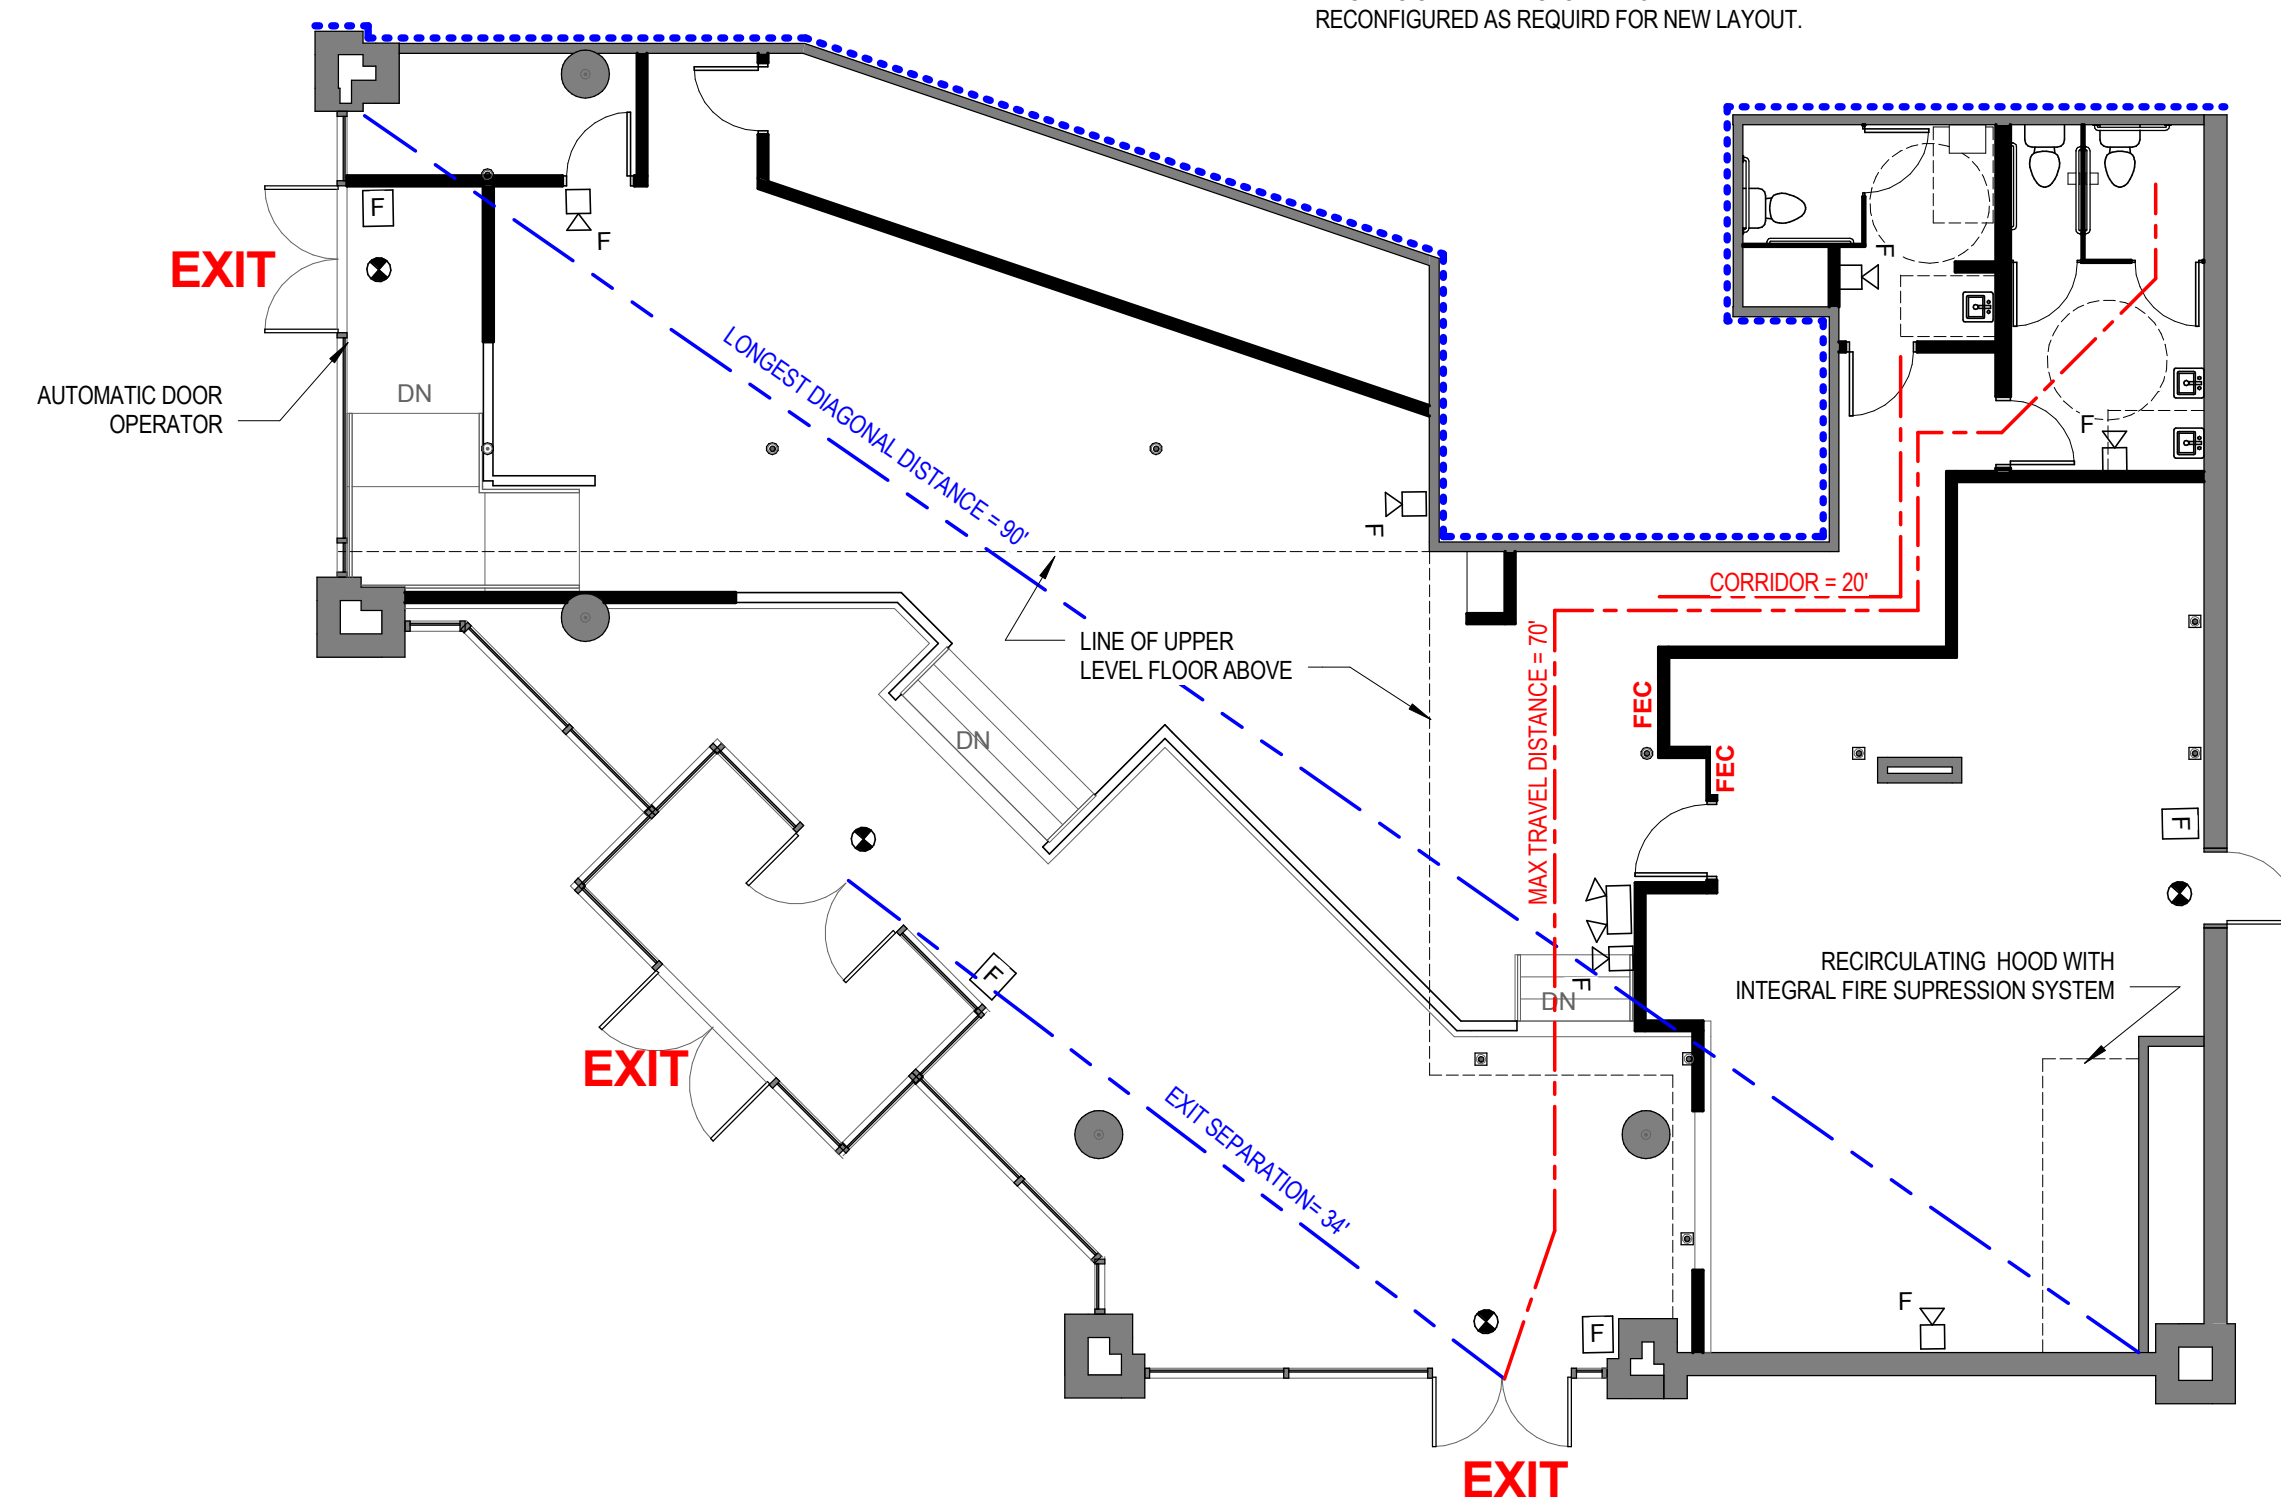 RECONFIGURED AS REQUIRD FOR NEW LAYOUT.
F
EXIT
F
F
AUTOMATIC DOOR
OPERATOR
DN
LONGEST DIAGONAL DISTANCE = 90'
F
F
CORRIDOR = 20'
LINE OF UPPER
LEVEL FLOOR ABOVE
MAX TRAVEL DISTANCE = 70'
FEC
FEC
DN
F
F
RECIRCULATING HOOD WITH
INTEGRAL FIRE SUPRESSION SYSTEM
F
DN
EXIT
EXIT SEPARATION= 34'
F
F
EXIT